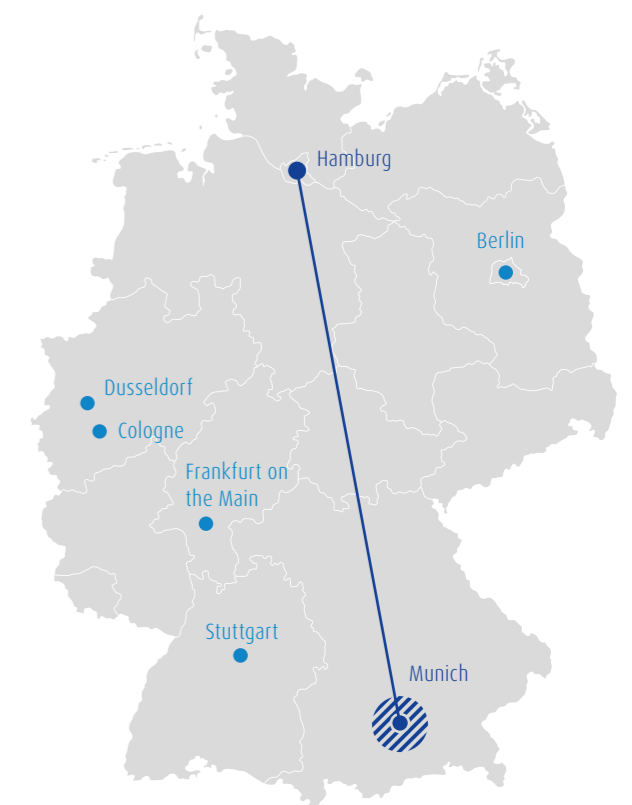 Hamburg
Berlin
Dusseldorf
Cologne
Frankfurt on
the Main
Stuttgart
Munich